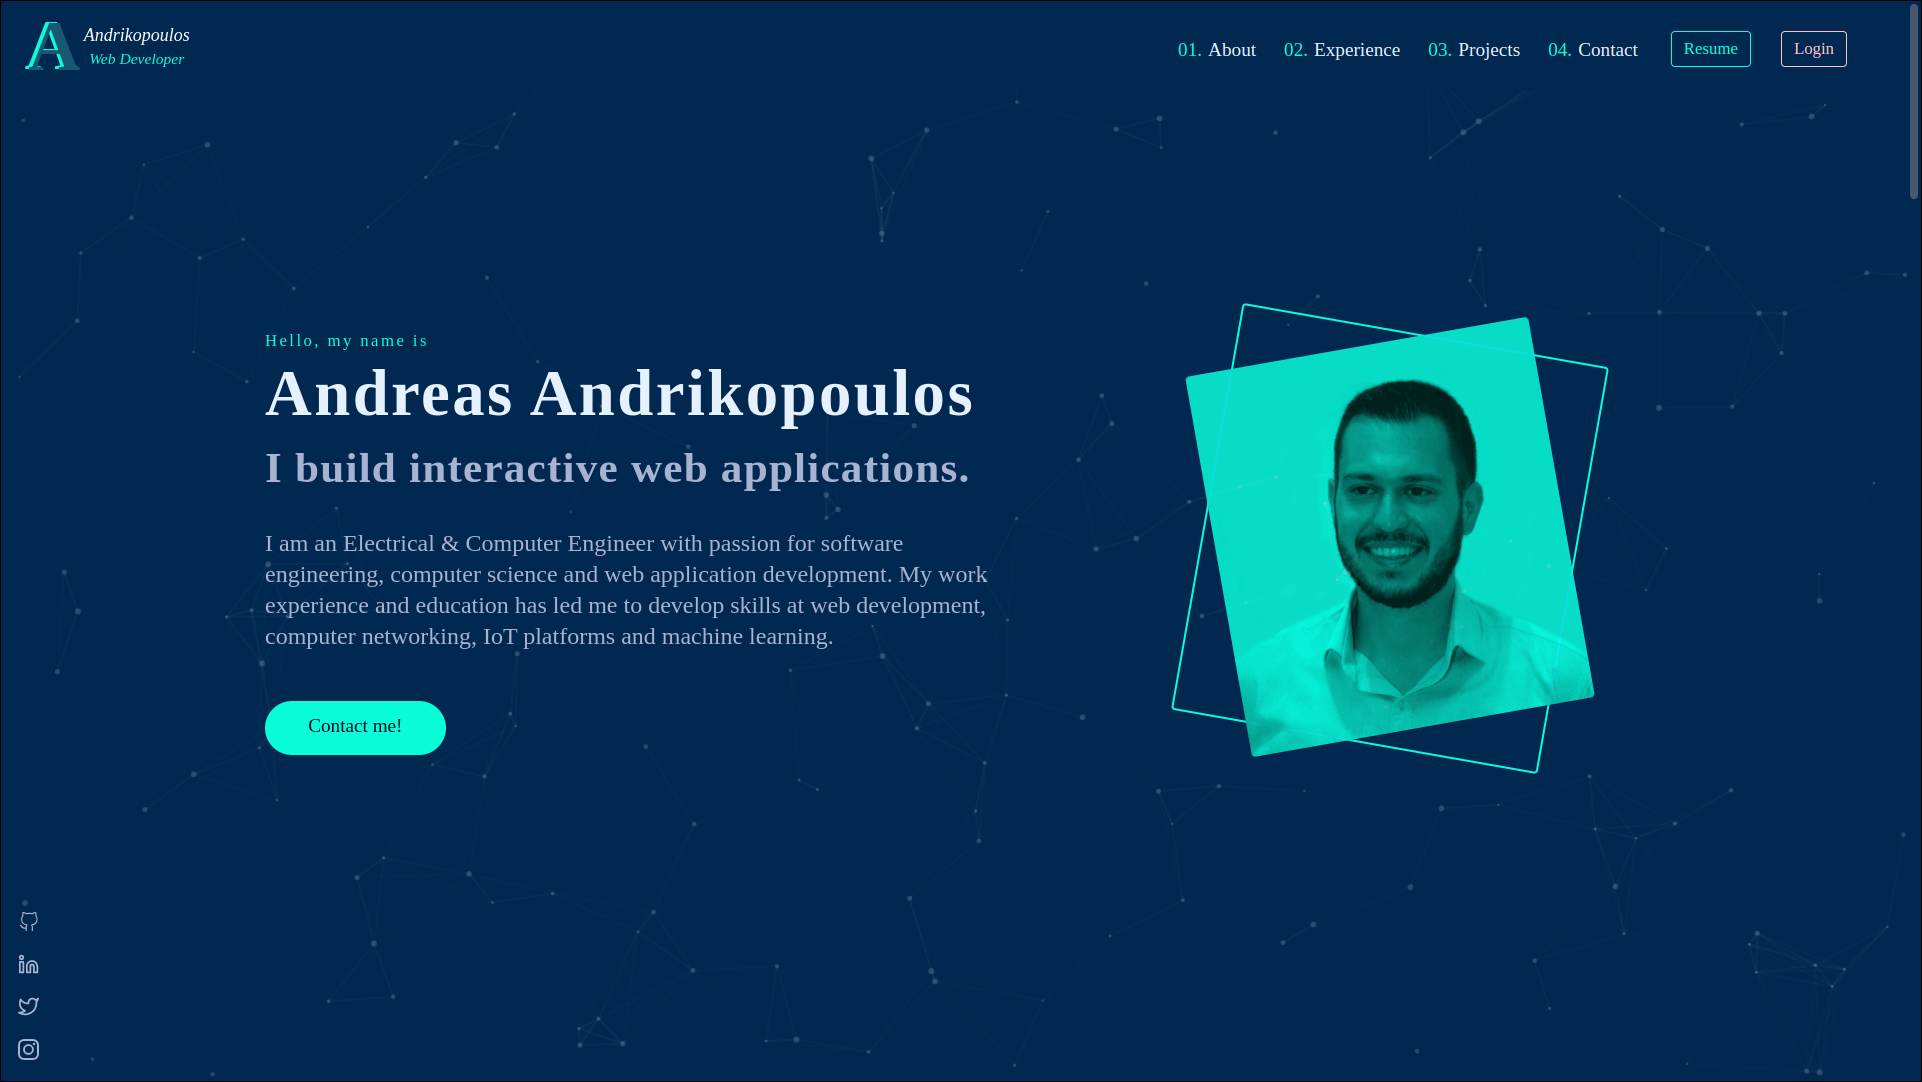 A
Andrikopoulos
Web Developer
01. About
02. Experience
03. Projects
04. Contact
Resume
Login
Hello, my name is
Andreas Andrikopoulos
I build interactive web applications.
I am an Electrical & Computer Engineer with passion for software
engineering, computer science and web application development. My work
experience and education has led me to develop skills at web development,
computer networking, IoT platforms and machine learning.
Contact me!